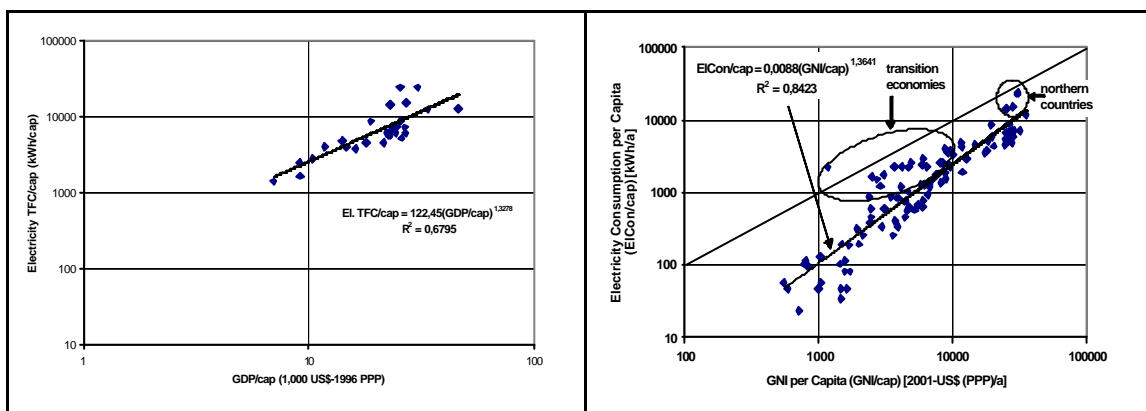 100000
10000
1000
100
10
1
10
100
Electricity TFC/cap (kWh/cap)
El. TFC/cap = 122,45(GDP/cap)^1,3278
R² = 0,6795
GDP/cap (1,000 US$-1996 PPP)
100000
10000
1000
100
10
100
1000
10000
100000
Electricity Consumption per Capita
(ElCon/cap) [kWh/a]
ElCon/cap = 0,0088(GNI/cap)^1,3641
R² = 0,8423
transition
economies
northern
countries
GNI per Capita (GNI/cap) [2001-US$ (PPP)/a]